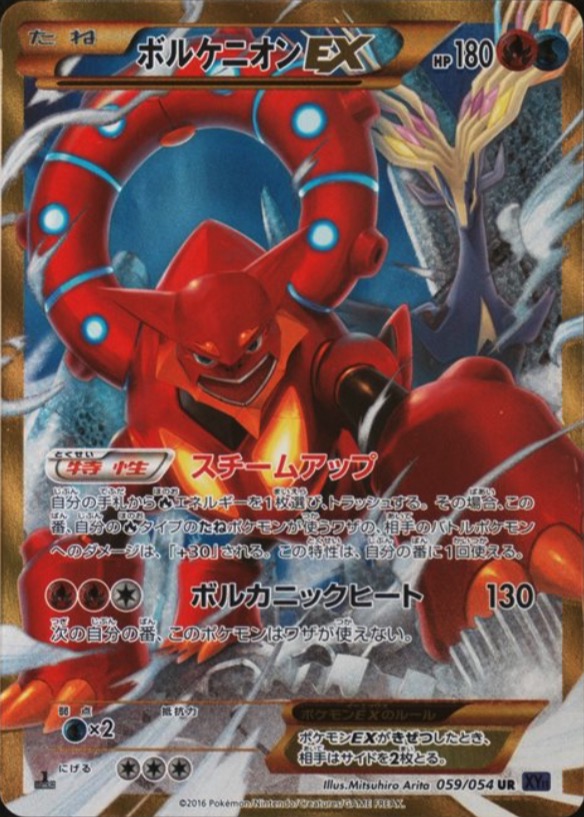 たね ボルケニオンEX HP180
とくせい
特性 スチームアップ
自分の手札から エネルギーを1枚選び、トラッシュする。その場合、この
番、自分の タイプのたねポケモンが使うワザの、相手のバトルポケモン
へのダメージは、「+30」される。この特性は、自分の番に1回使える。
ボルカニックヒート 130
次の自分の番、このポケモンはワザが使えない。
弱点 抵抗力
×2
にげる
ポケモンEXのルール
ポケモンEXがきぜつしたとき、
相手はサイドを2枚とる。
1
Illus.Mitsuhiro Arita 059/054 UR XY11
©2016 Pokémon/Nintendo/Creatures/GAME FREAK.